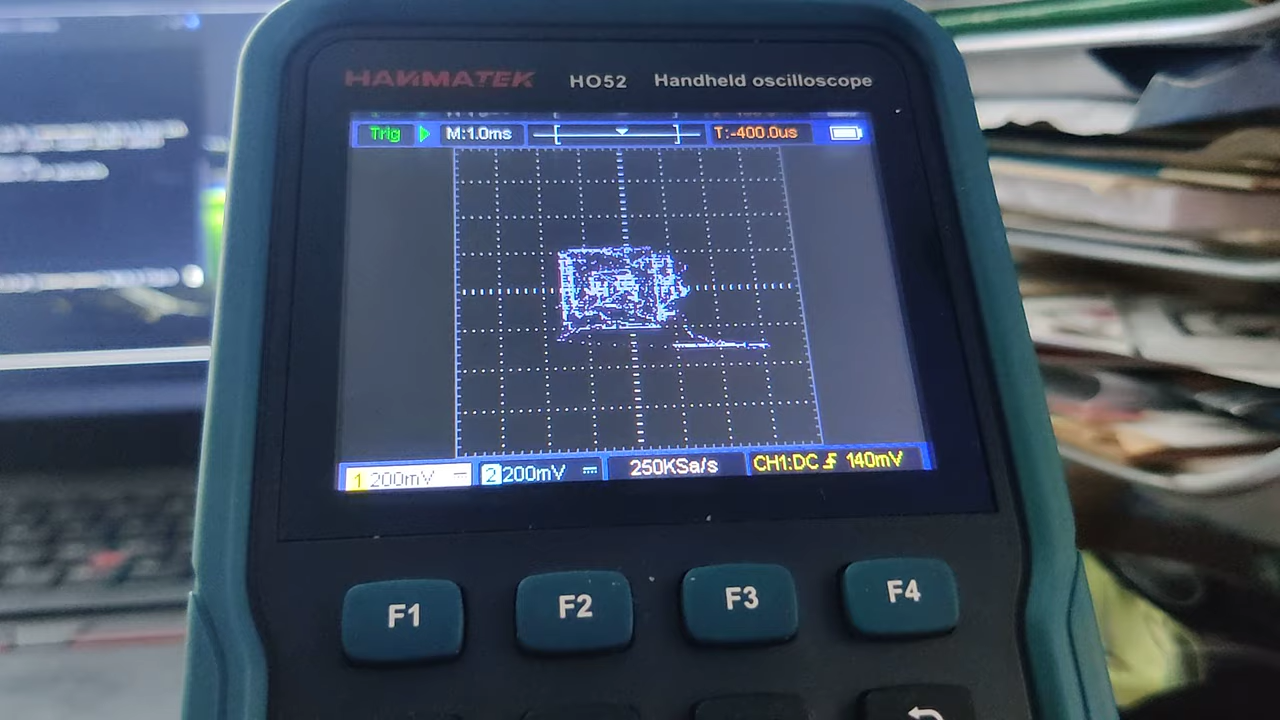 HANMATEK HO52 Handheld oscilloscope
Trig M:1.0ms T:-400.0us
1 200mV 2 200mV 250KSa/s CH1:DC 140mV
F1 F2 F3 F4